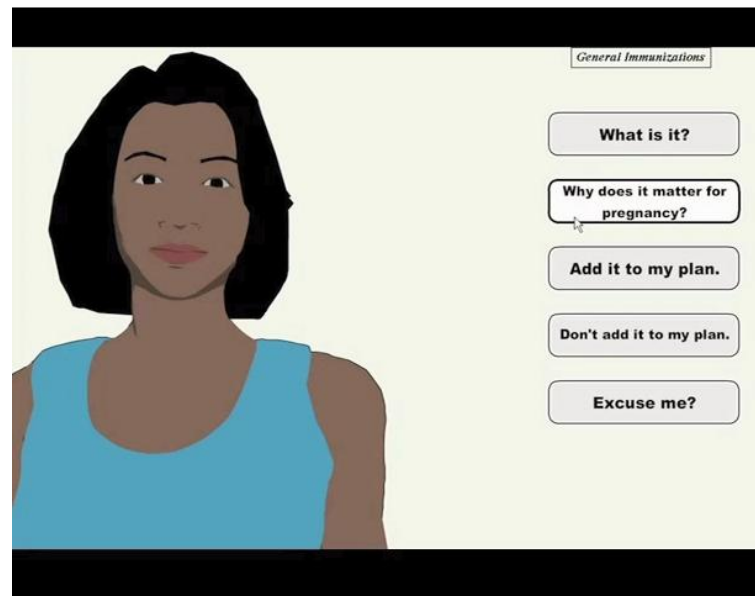 General Immunizations
What is it?
Why does it matter for
pregnancy?
Add it to my plan.
Don't add it to my plan.
Excuse me?